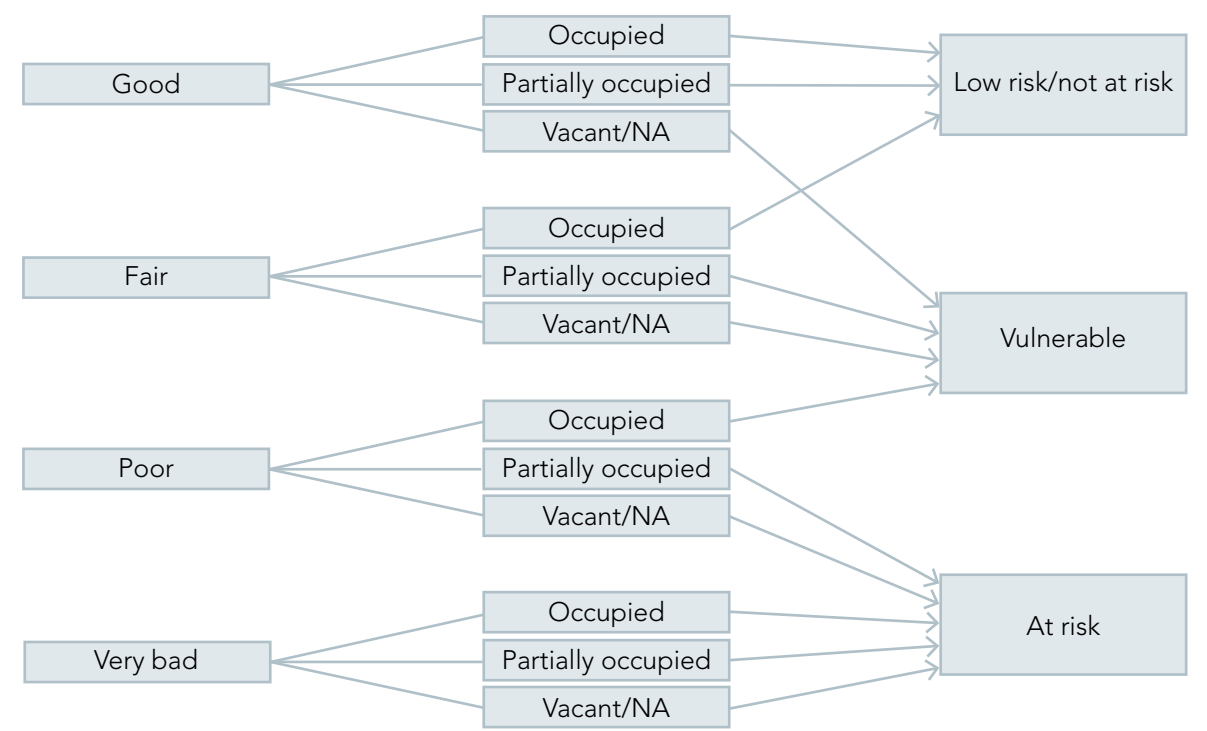 Good
Occupied
Partially occupied
Vacant/NA
Low risk/not at risk
Fair
Occupied
Partially occupied
Vacant/NA
Vulnerable
Poor
Occupied
Partially occupied
Vacant/NA
Very bad
Occupied
Partially occupied
Vacant/NA
At risk